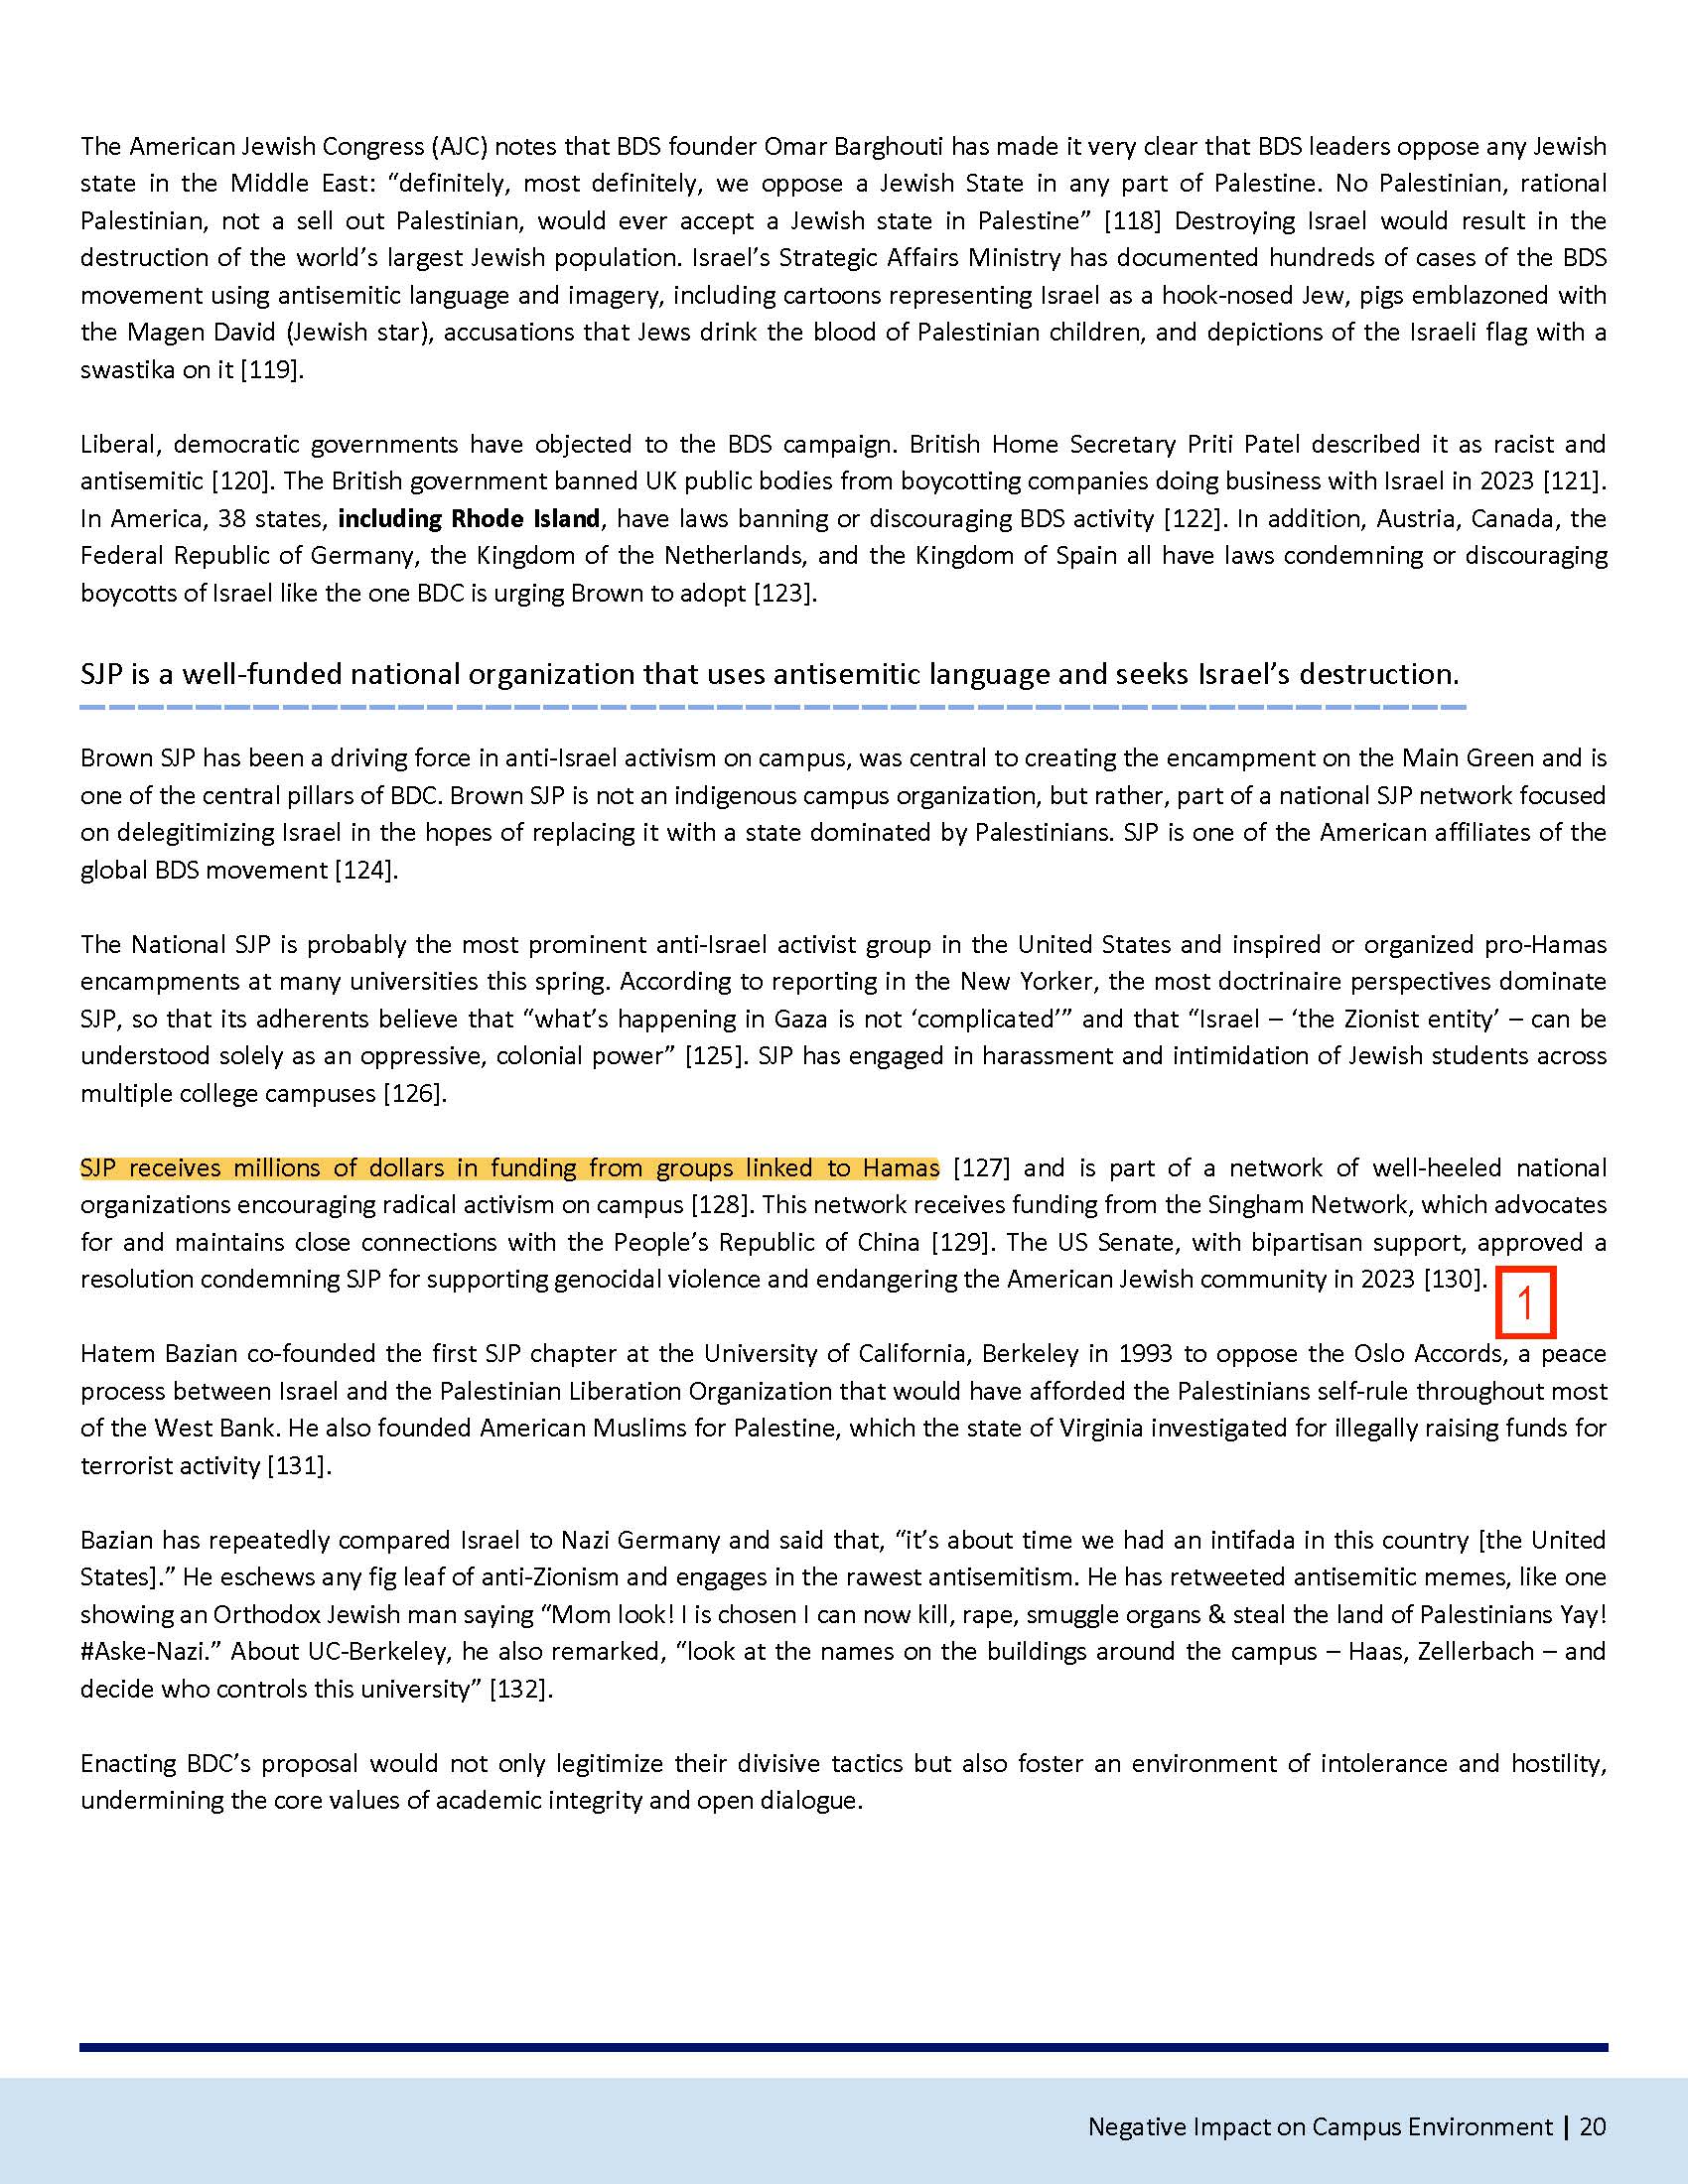 The American Jewish Congress (AJC) notes that BDS founder Omar Barghouti has made it very clear that BDS leaders oppose any Jewish
state in the Middle East: “definitely, most definitely, we oppose a Jewish State in any part of Palestine. No Palestinian, rational
Palestinian, not a sell out Palestinian, would ever accept a Jewish state in Palestine” [118] Destroying Israel would result in the
destruction of the world’s largest Jewish population. Israel’s Strategic Affairs Ministry has documented hundreds of cases of the BDS
movement using antisemitic language and imagery, including cartoons representing Israel as a hook-nosed Jew, pigs emblazoned with
the Magen David (Jewish star), accusations that Jews drink the blood of Palestinian children, and depictions of the Israeli flag with a
swastika on it [119].
Liberal, democratic governments have objected to the BDS campaign. British Home Secretary Priti Patel described it as racist and
antisemitic [120]. The British government banned UK public bodies from boycotting companies doing business with Israel in 2023 [121].
In America, 38 states, including Rhode Island, have laws banning or discouraging BDS activity [122]. In addition, Austria, Canada, the
Federal Republic of Germany, the Kingdom of the Netherlands, and the Kingdom of Spain all have laws condemning or discouraging
boycotts of Israel like the one BDC is urging Brown to adopt [123].
SJP is a well-funded national organization that uses antisemitic language and seeks Israel’s destruction.
Brown SJP has been a driving force in anti-Israel activism on campus, was central to creating the encampment on the Main Green and is
one of the central pillars of BDC. Brown SJP is not an indigenous campus organization, but rather, part of a national SJP network focused
on delegitimizing Israel in the hopes of replacing it with a state dominated by Palestinians. SJP is one of the American affiliates of the
global BDS movement [124].
The National SJP is probably the most prominent anti-Israel activist group in the United States and inspired or organized pro-Hamas
encampments at many universities this spring. According to reporting in the New Yorker, the most doctrinaire perspectives dominate
SJP, so that its adherents believe that “what’s happening in Gaza is not ‘complicated’” and that “Israel – ‘the Zionist entity’ – can be
understood solely as an oppressive, colonial power” [125]. SJP has engaged in harassment and intimidation of Jewish students across
multiple college campuses [126].
SJP receives millions of dollars in funding from groups linked to Hamas [127] and is part of a network of well-heeled national
organizations encouraging radical activism on campus [128]. This network receives funding from the Singham Network, which advocates
for and maintains close connections with the People’s Republic of China [129]. The US Senate, with bipartisan support, approved a
resolution condemning SJP for supporting genocidal violence and endangering the American Jewish community in 2023 [130].
1
Hatem Bazian co-founded the first SJP chapter at the University of California, Berkeley in 1993 to oppose the Oslo Accords, a peace
process between Israel and the Palestinian Liberation Organization that would have afforded the Palestinians self-rule throughout most
of the West Bank. He also founded American Muslims for Palestine, which the state of Virginia investigated for illegally raising funds for
terrorist activity [131].
Bazian has repeatedly compared Israel to Nazi Germany and said that, “it’s about time we had an intifada in this country [the United
States].” He eschews any fig leaf of anti-Zionism and engages in the rawest antisemitism. He has retweeted antisemitic memes, like one
showing an Orthodox Jewish man saying “Mom look! I is chosen I can now kill, rape, smuggle organs & steal the land of Palestinians Yay!
#Aske-Nazi.” About UC-Berkeley, he also remarked, “look at the names on the buildings around the campus – Haas, Zellerbach – and
decide who controls this university” [132].
Enacting BDC’s proposal would not only legitimize their divisive tactics but also foster an environment of intolerance and hostility,
undermining the core values of academic integrity and open dialogue.
Negative Impact on Campus Environment | 20